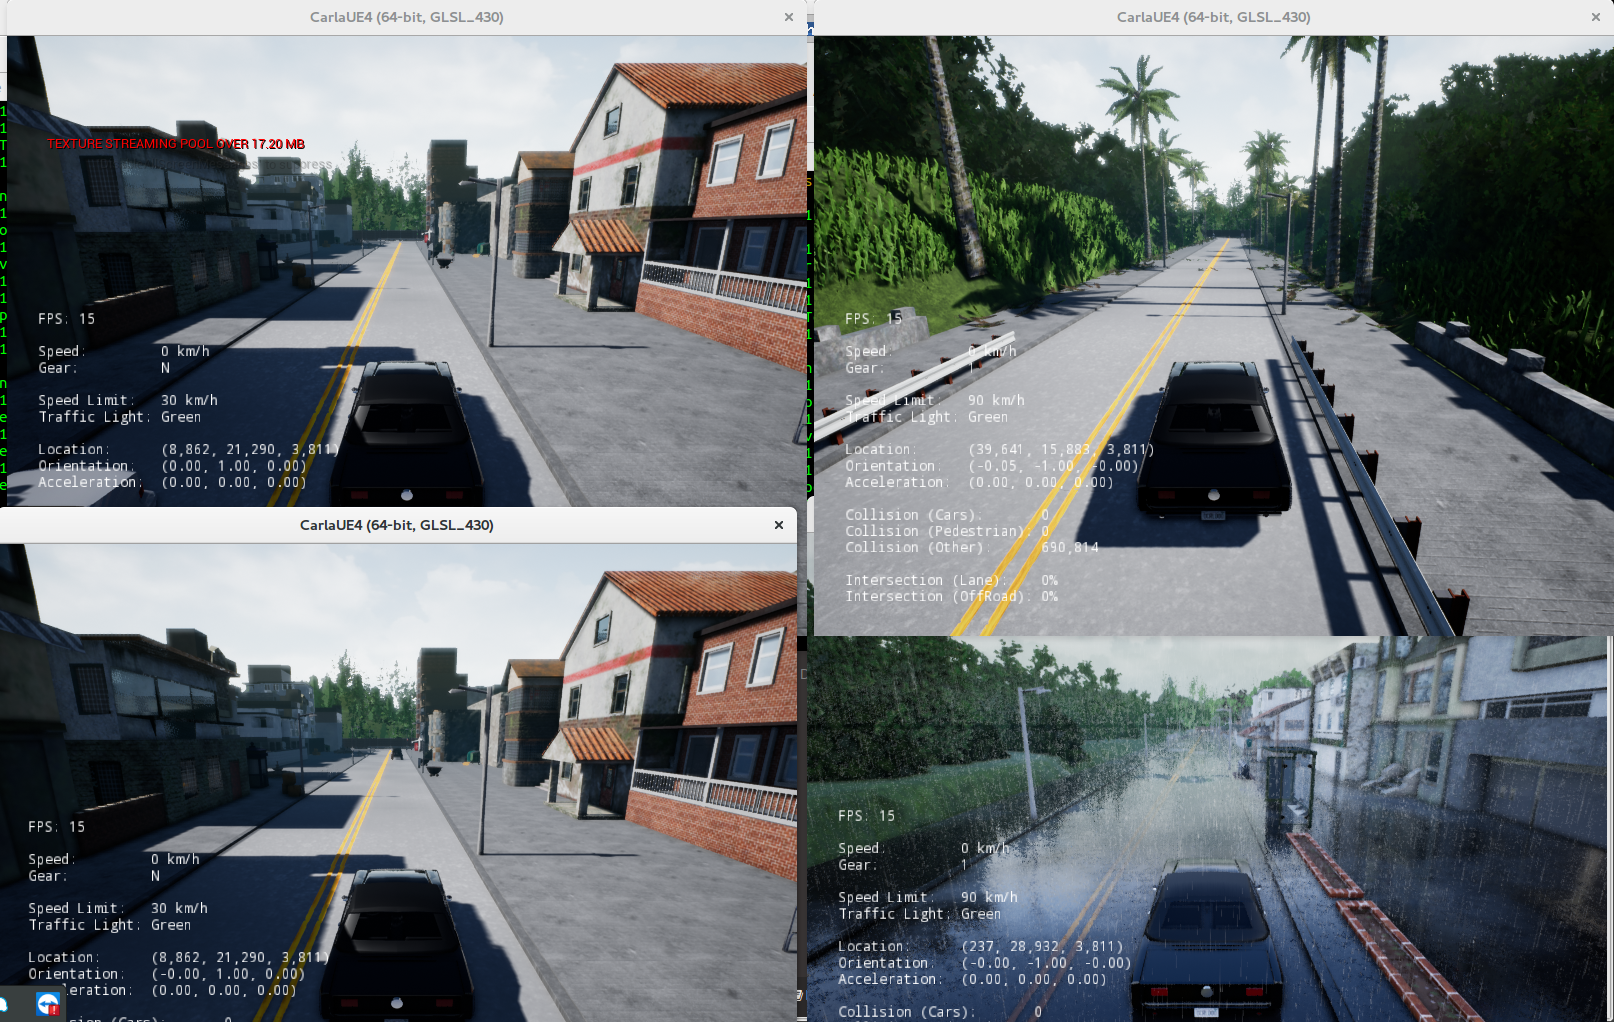 CarlaUE4 (64-bit, GLSL_430)
TEXTURE STREAMING POOL OVER 17.20 MB
FPS: 15
Speed: 0 km/h
Gear: N
Speed Limit: 30 km/h
Traffic Light: Green
Location: (8,862, 21,290, 3,811)
Orientation: (0.00, 1.00, 0.00)
Acceleration: (0.00, 0.00, 0.00)
CarlaUE4 (64-bit, GLSL_430)
FPS: 15
Speed: 0 km/h
Gear: 1
Speed Limit: 90 km/h
Traffic Light: Green
Location: (39,641, 15,883, 3,811)
Orientation: (-0.05, -1.00, -0.00)
Acceleration: (0.00, 0.00, 0.00)
Collision (Cars): 0
Collision (Pedestrian): 0
Collision (Other): 690,814
Intersection (Lane): 0%
Intersection (OffRoad): 0%
CarlaUE4 (64-bit, GLSL_430)
FPS: 15
Speed: 0 km/h
Gear: N
Speed Limit: 30 km/h
Traffic Light: Green
Location: (8,862, 21,290, 3,811)
Orientation: (-0.00, 1.00, 0.00)
leration: (0.00, 0.00, 0.00)
sion (Cars): 0
FPS: 15
Speed: 0 km/h
Gear: 1
Speed Limit: 90 km/h
Traffic Light: Green
Location: (237, 28,932, 3,811)
Orientation: (-0.00, -1.00, -0.00)
Acceleration: (0.00, 0.00, 0.00)
Collision (Cars): 0